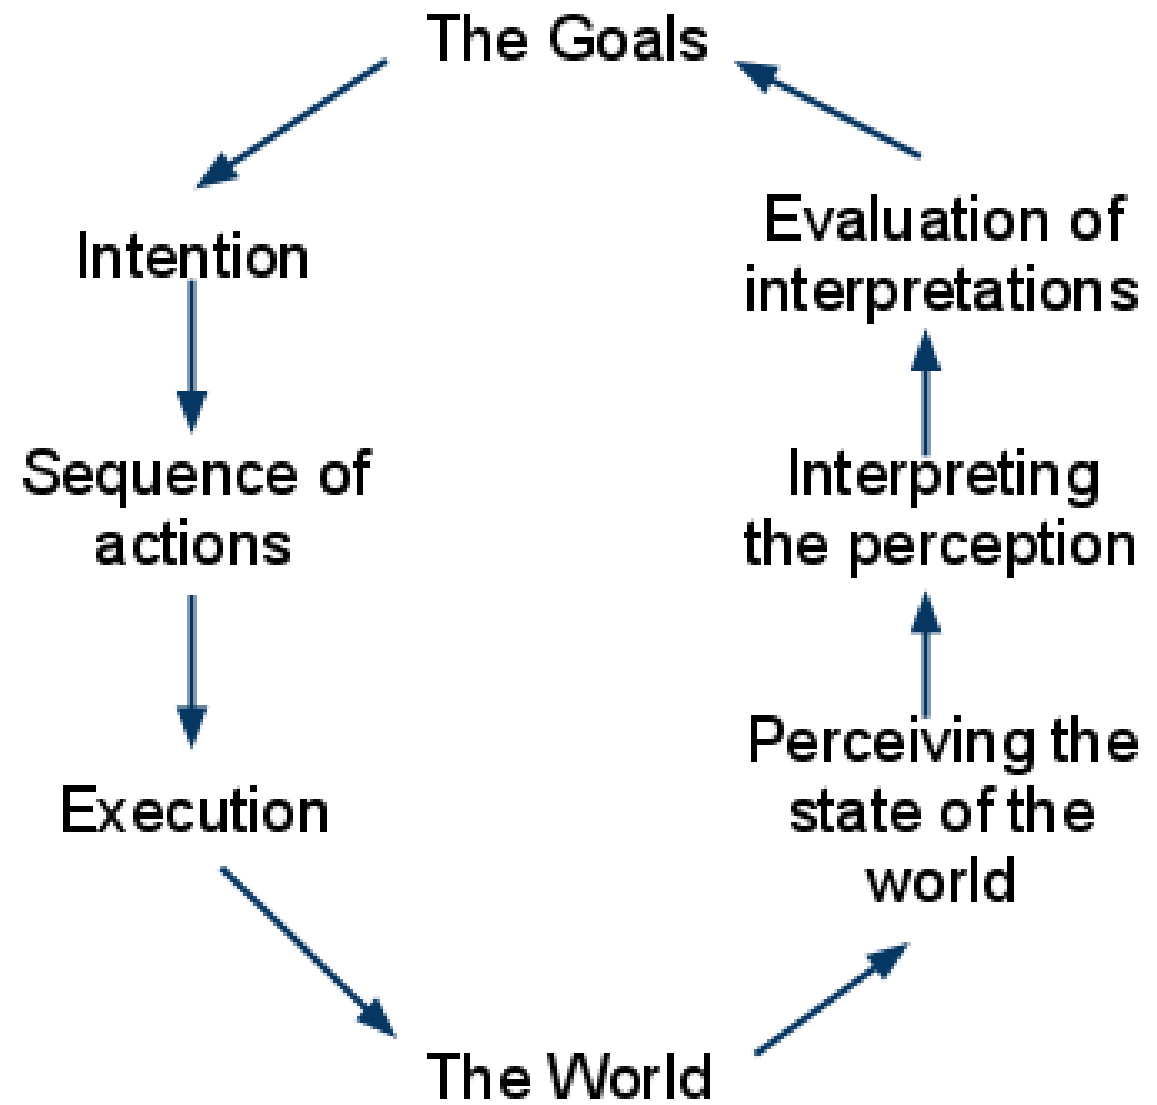 The Goals
Intention
Sequence of
actions
Execution
The World
Perceiving the
state of the
world
Interpreting
the perception
Evaluation of
interpretations